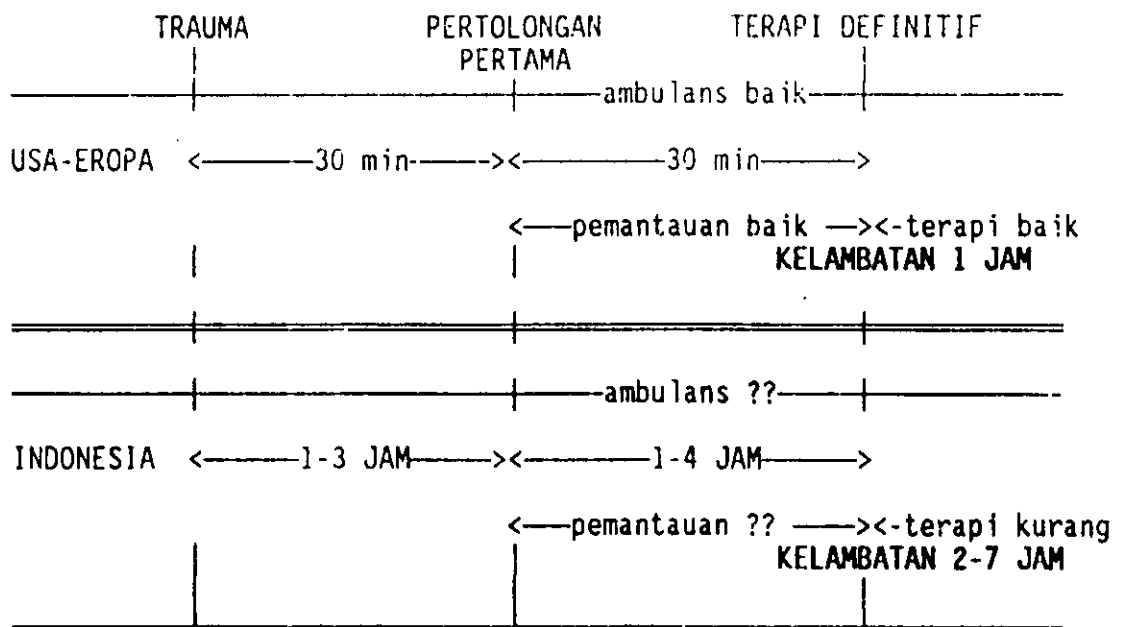 TRAUMA PERTOLONGAN TERAPI DEFINITIF
PERTAMA
ambulans baik
USA-EROPA <———30 min———><———30 min———>
<——pemantauan baik ——><-terapi baik
KELAMBATAN 1 JAM
ambulans ??
INDONESIA <———1-3 JAM———><———1-4 JAM———>
<——pemantauan ?? ——><-terapi kurang
KELAMBATAN 2-7 JAM